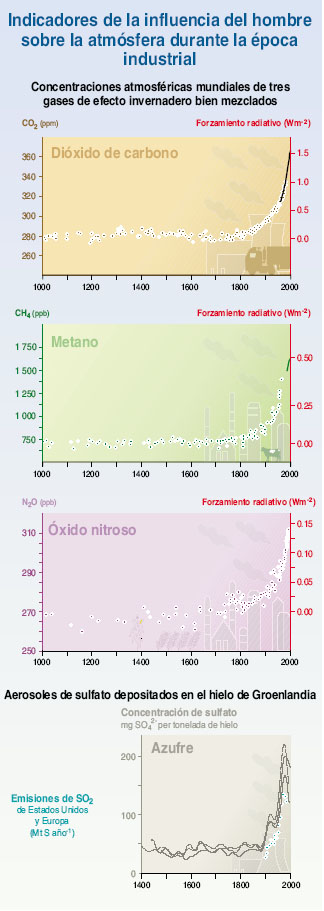 Indicadores de la influencia del hombre
sobre la atmósfera durante la época
industrial
Concentraciones atmosféricas mundiales de tres
gases de efecto invernadero bien mezclados
CO2 (ppm) Forzamiento radiativo (Wm-2)
Dióxido de carbono
360 1.5
340
320 1.0
300 0.5
280 0.0
260
1000 1200 1400 1600 1800 2000
CH4 (ppb) Forzamiento radiativo (Wm-2)
Metano
1 750
1 500 0.50
1 250 0.25
1 000
750 0.00
1000 1200 1400 1600 1800 2000
N2O (ppb) Forzamiento radiativo (Wm-2)
Óxido nitroso
310 0.15
290 0.10
0.05
270 0.00
250
1000 1200 1400 1600 1800 2000
Aerosoles de sulfato depositados en el hielo de Groenlandia
Concentración de sulfato
mg SO4 2- per tonelada de hielo
Azufre
200
100
50
0
Emisiones de SO2
de Estados Unidos
y Europa
(Mt S año-1)
1400 1600 1800 2000